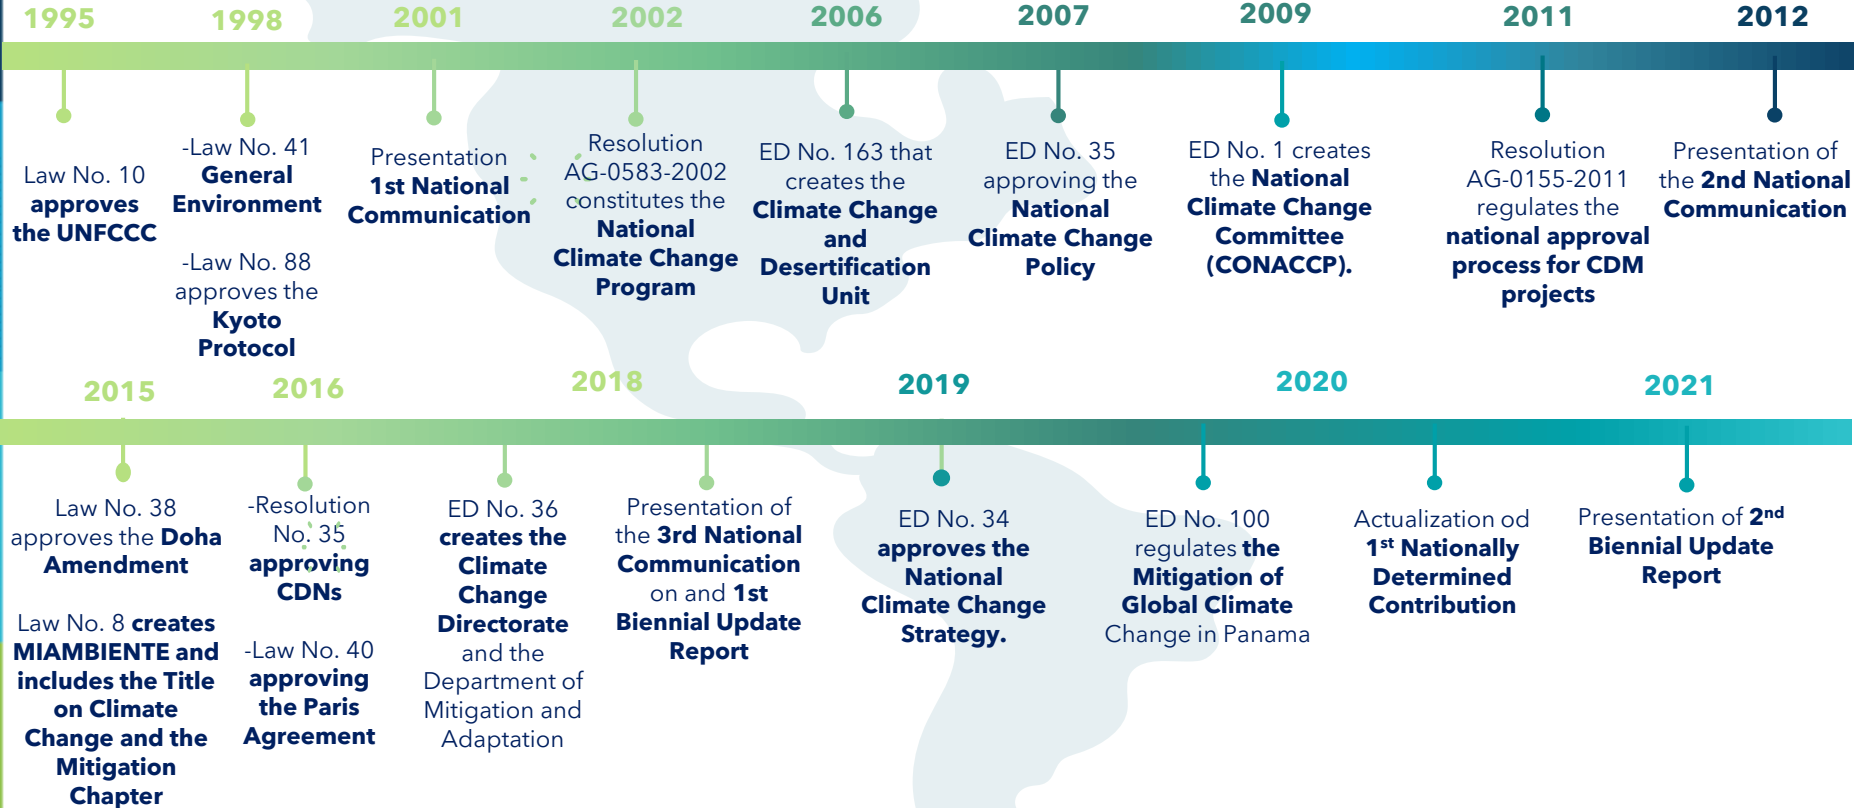 1995
Law No. 10
approves
the UNFCCC
1998
-Law No. 41
General
Environment
-Law No. 88
approves the
Kyoto
Protocol
2001
Presentation
1st National
Communication
2002
Resolution
AG-0583-2002
constitutes the
National
Climate Change
Program
2006
ED No. 163 that
creates the
Climate Change
and
Desertification
Unit
2007
ED No. 35
approving the
National
Climate Change
Policy
2009
ED No. 1 creates
the National
Climate Change
Committee
(CONACCP).
2011
Resolution
AG-0155-2011
regulates the
national approval
process for CDM
projects
2012
Presentation of
the 2nd National
Communication
2015
Law No. 38
approves the Doha
Amendment
Law No. 8 creates
MIAMBIENTE and
includes the Title
on Climate
Change and the
Mitigation
Chapter
2016
-Resolution
No. 35
approving
CDNs
-Law No. 40
approving
the Paris
Agreement
2018
ED No. 36
creates the
Climate
Change
Directorate
and the
Department of
Mitigation and
Adaptation
Presentation of
the 3rd National
Communication
on and 1st
Biennial Update
Report
2019
ED No. 34
approves the
National
Climate Change
Strategy.
2020
ED No. 100
regulates the
Mitigation of
Global Climate
Change in Panama
Actualization od
1st Nationally
Determined
Contribution
2021
Presentation of 2nd
Biennial Update
Report